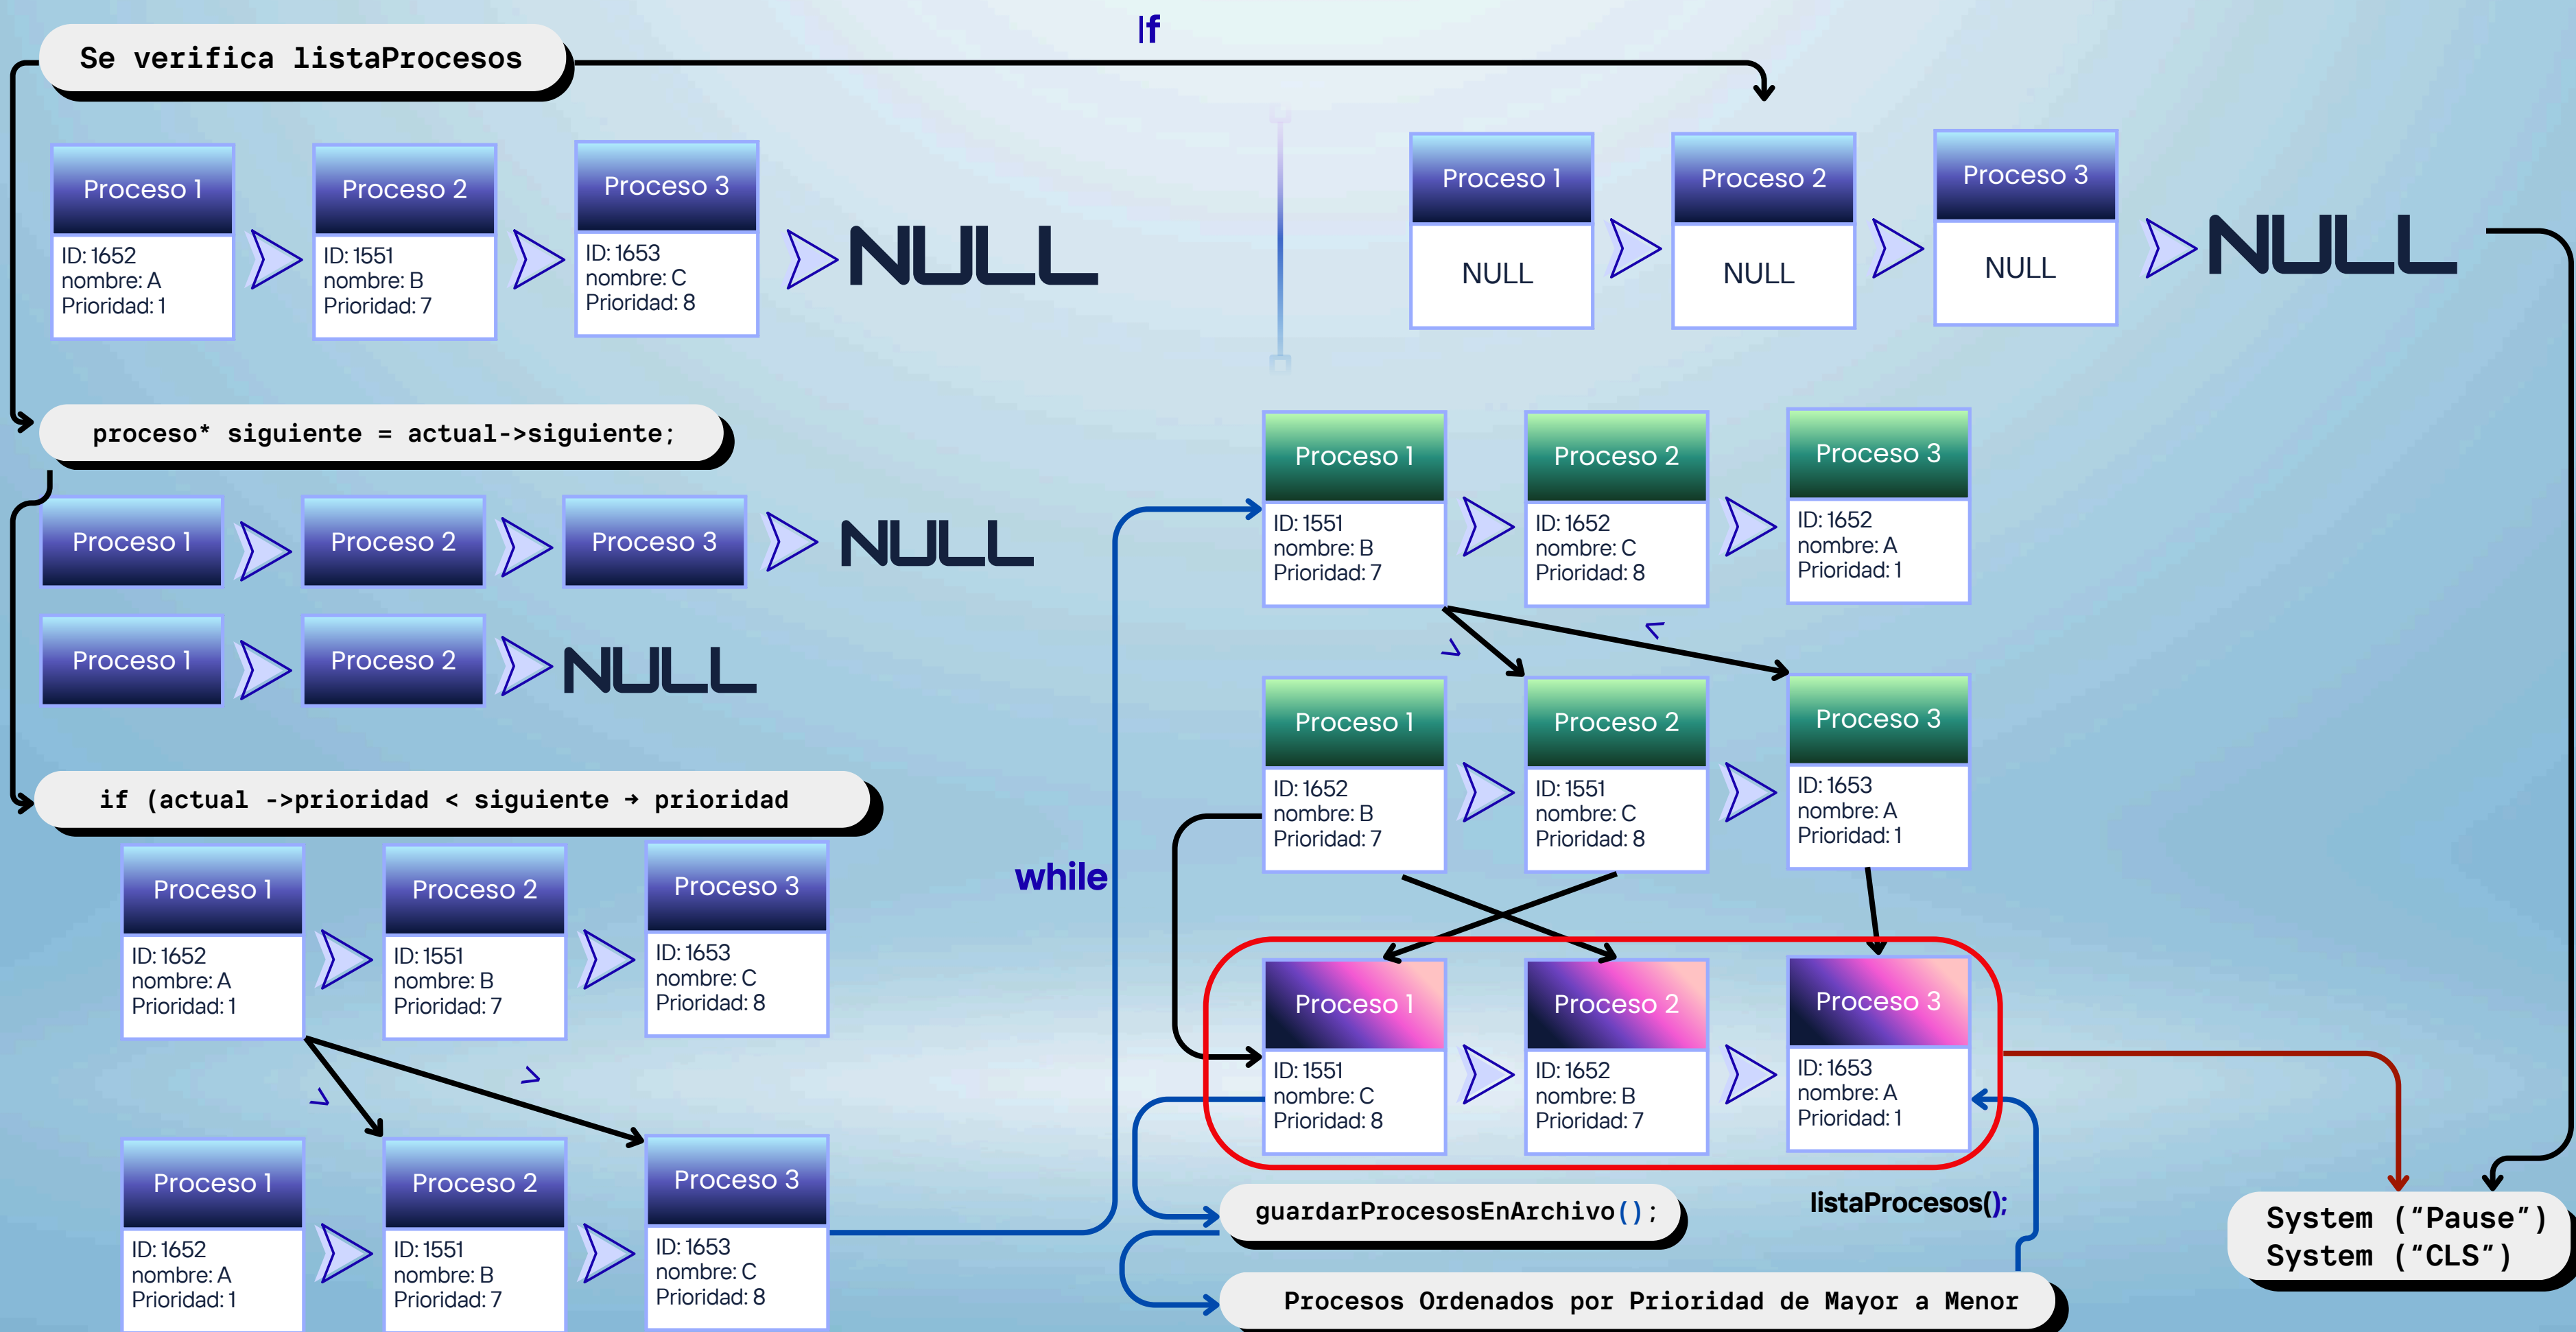 If
Se verifica listaProcesos
Proceso 1
ID: 1652
nombre: A
Prioridad: 1
Proceso 2
ID: 1551
nombre: B
Prioridad: 7
Proceso 3
ID: 1653
nombre: C
Prioridad: 8
NULL
Proceso 1
NULL
Proceso 2
NULL
Proceso 3
NULL
NULL
proceso* siguiente = actual->siguiente;
Proceso 1
Proceso 2
Proceso 3
NULL
Proceso 1
Proceso 2
NULL
if (actual ->prioridad < siguiente → prioridad
Proceso 1
ID: 1652
nombre: A
Prioridad: 1
Proceso 2
ID: 1551
nombre: B
Prioridad: 7
Proceso 3
ID: 1653
nombre: C
Prioridad: 8
>
>
Proceso 1
ID: 1652
nombre: A
Prioridad: 1
Proceso 2
ID: 1551
nombre: B
Prioridad: 7
Proceso 3
ID: 1653
nombre: C
Prioridad: 8
while
Proceso 1
ID: 1551
nombre: B
Prioridad: 7
Proceso 2
ID: 1652
nombre: C
Prioridad: 8
Proceso 3
ID: 1652
nombre: A
Prioridad: 1
>
<
Proceso 1
ID: 1652
nombre: B
Prioridad: 7
Proceso 2
ID: 1551
nombre: C
Prioridad: 8
Proceso 3
ID: 1653
nombre: A
Prioridad: 1
Proceso 1
ID: 1551
nombre: C
Prioridad: 8
Proceso 2
ID: 1652
nombre: B
Prioridad: 7
Proceso 3
ID: 1653
nombre: A
Prioridad: 1
guardarProcesosEnArchivo();
listaProcesos();
Procesos Ordenados por Prioridad de Mayor a Menor
System (“Pause”)
System (“CLS”)